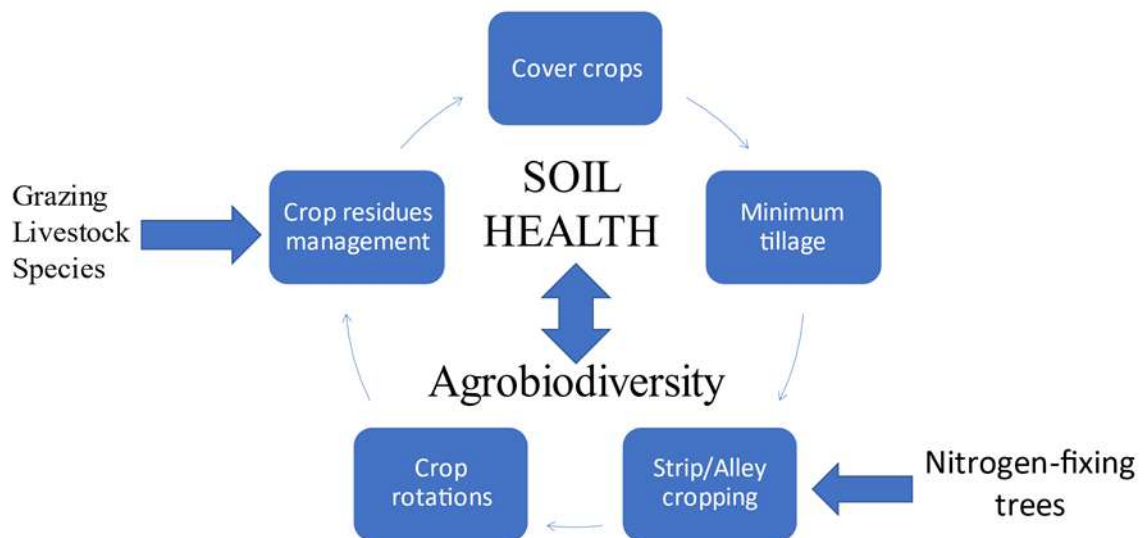 Cover crops
SOIL
HEALTH
Grazing
Livestock
Species
Crop residues
management
Minimum
tillage
Agrobiodiversity
Crop
rotations
Strip/Alley
cropping
Nitrogen-fixing
trees